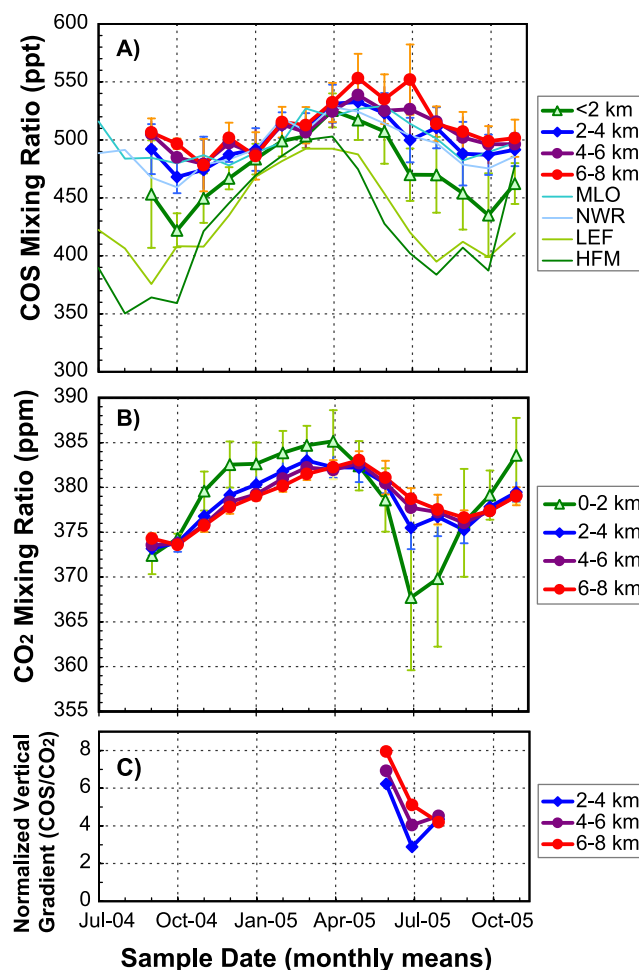 600
A)
550
500
450
400
350
300
COS Mixing Ratio (ppt)
<2 km
2-4 km
4-6 km
6-8 km
MLO
NWR
LEF
HFM
390
B)
385
380
375
370
365
360
355
CO2 Mixing Ratio (ppm)
0-2 km
2-4 km
4-6 km
6-8 km
C)
8
6
4
2
0
Normalized Vertical
Gradient (COS/CO2)
2-4 km
4-6 km
6-8 km
Jul-04 Oct-04 Jan-05 Apr-05 Jul-05 Oct-05
Sample Date (monthly means)